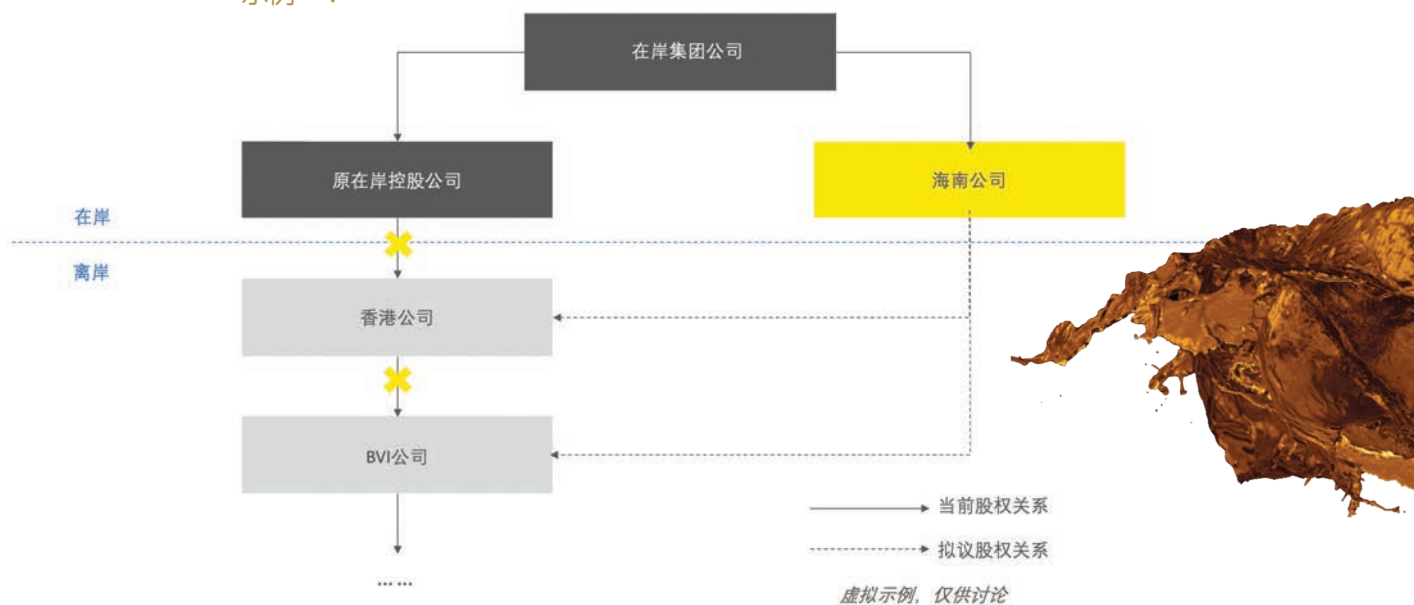 在岸集团公司
原在岸控股公司
海南公司
在岸
离岸
香港公司
BVI公司
当前股权关系
拟议股权关系
……
虚拟示例，仅供讨论